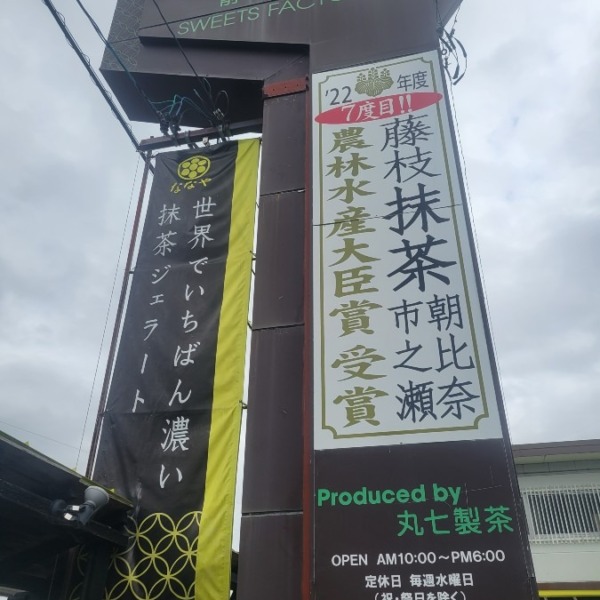 SWEETS FACTO
ななや
世界でいちばん濃い
抹茶ジェラート
'22年度
7度目!!
藤枝抹茶
朝比奈
市之瀬
農林水産大臣賞受賞
Produced by
丸七製茶
OPEN AM10:00～PM6:00
定休日 毎週水曜日
(祝・祭日を除く)